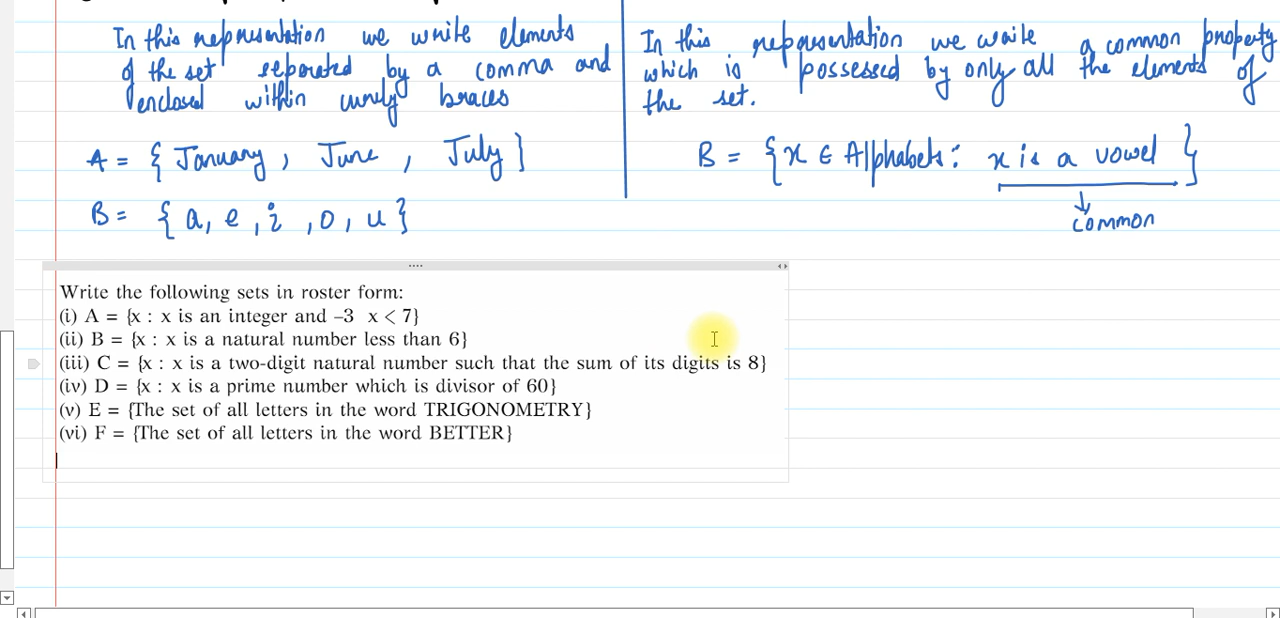 In this representation we write elements
of the set seperated by a comma and
enclosed within curely braces
A = { January, June, July }
B = { a, e, i, o, u }
In this representation we write a common property
which is possessed by only all the elements of
the set.
B = { x ∈ Alphabets : x is a vowel }
common
Write the following sets in roster form:
(i) A = {x : x is an integer and –3 x < 7}
(ii) B = {x : x is a natural number less than 6}
(iii) C = {x : x is a two-digit natural number such that the sum of its digits is 8}
(iv) D = {x : x is a prime number which is divisor of 60}
(v) E = {The set of all letters in the word TRIGONOMETRY}
(vi) F = {The set of all letters in the word BETTER}